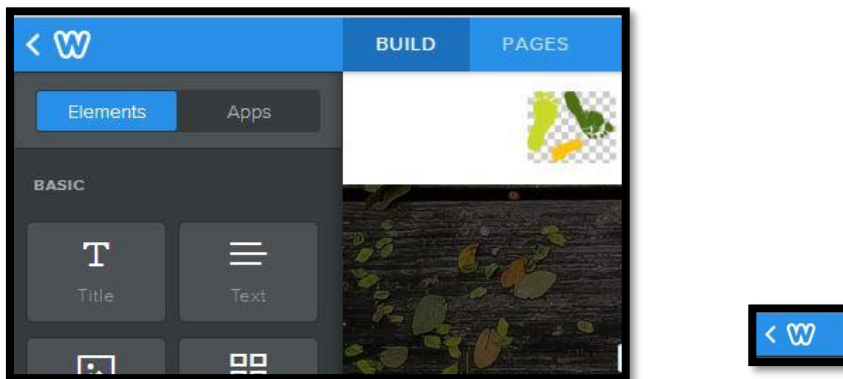 < W
BUILD PAGES
Elements Apps
BASIC
Title Text
< W